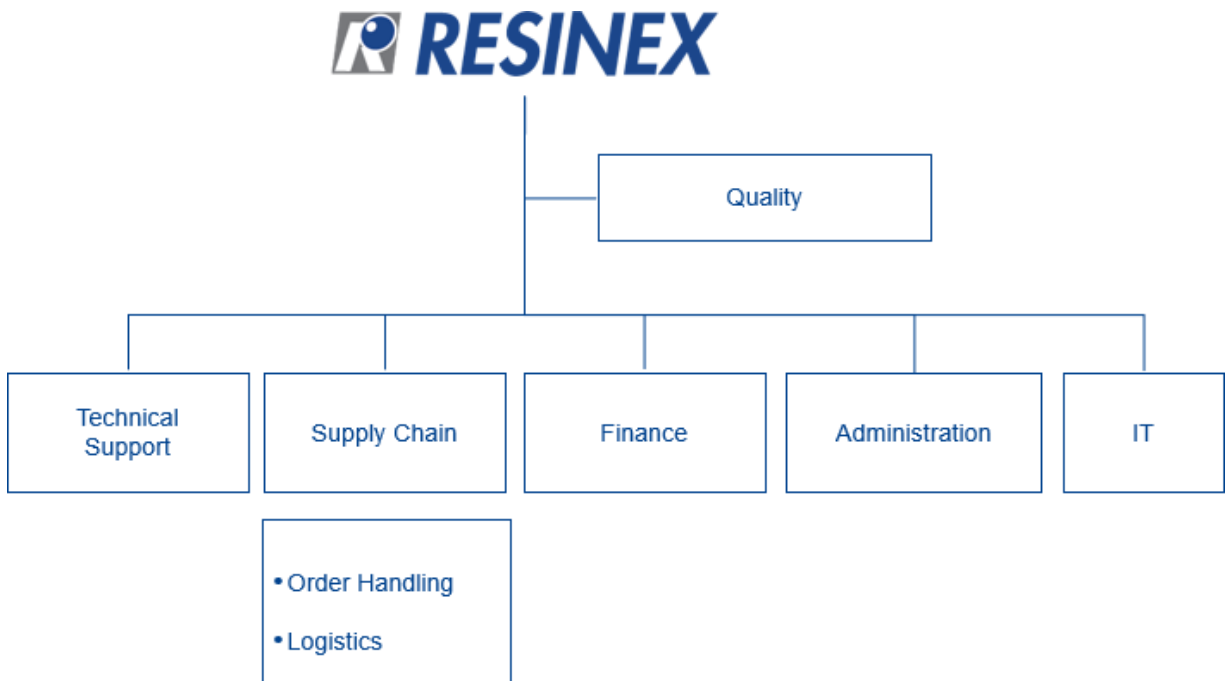 RESINEX
Quality
Technical
Support
Supply Chain
Finance
Administration
IT
• Order Handling
• Logistics